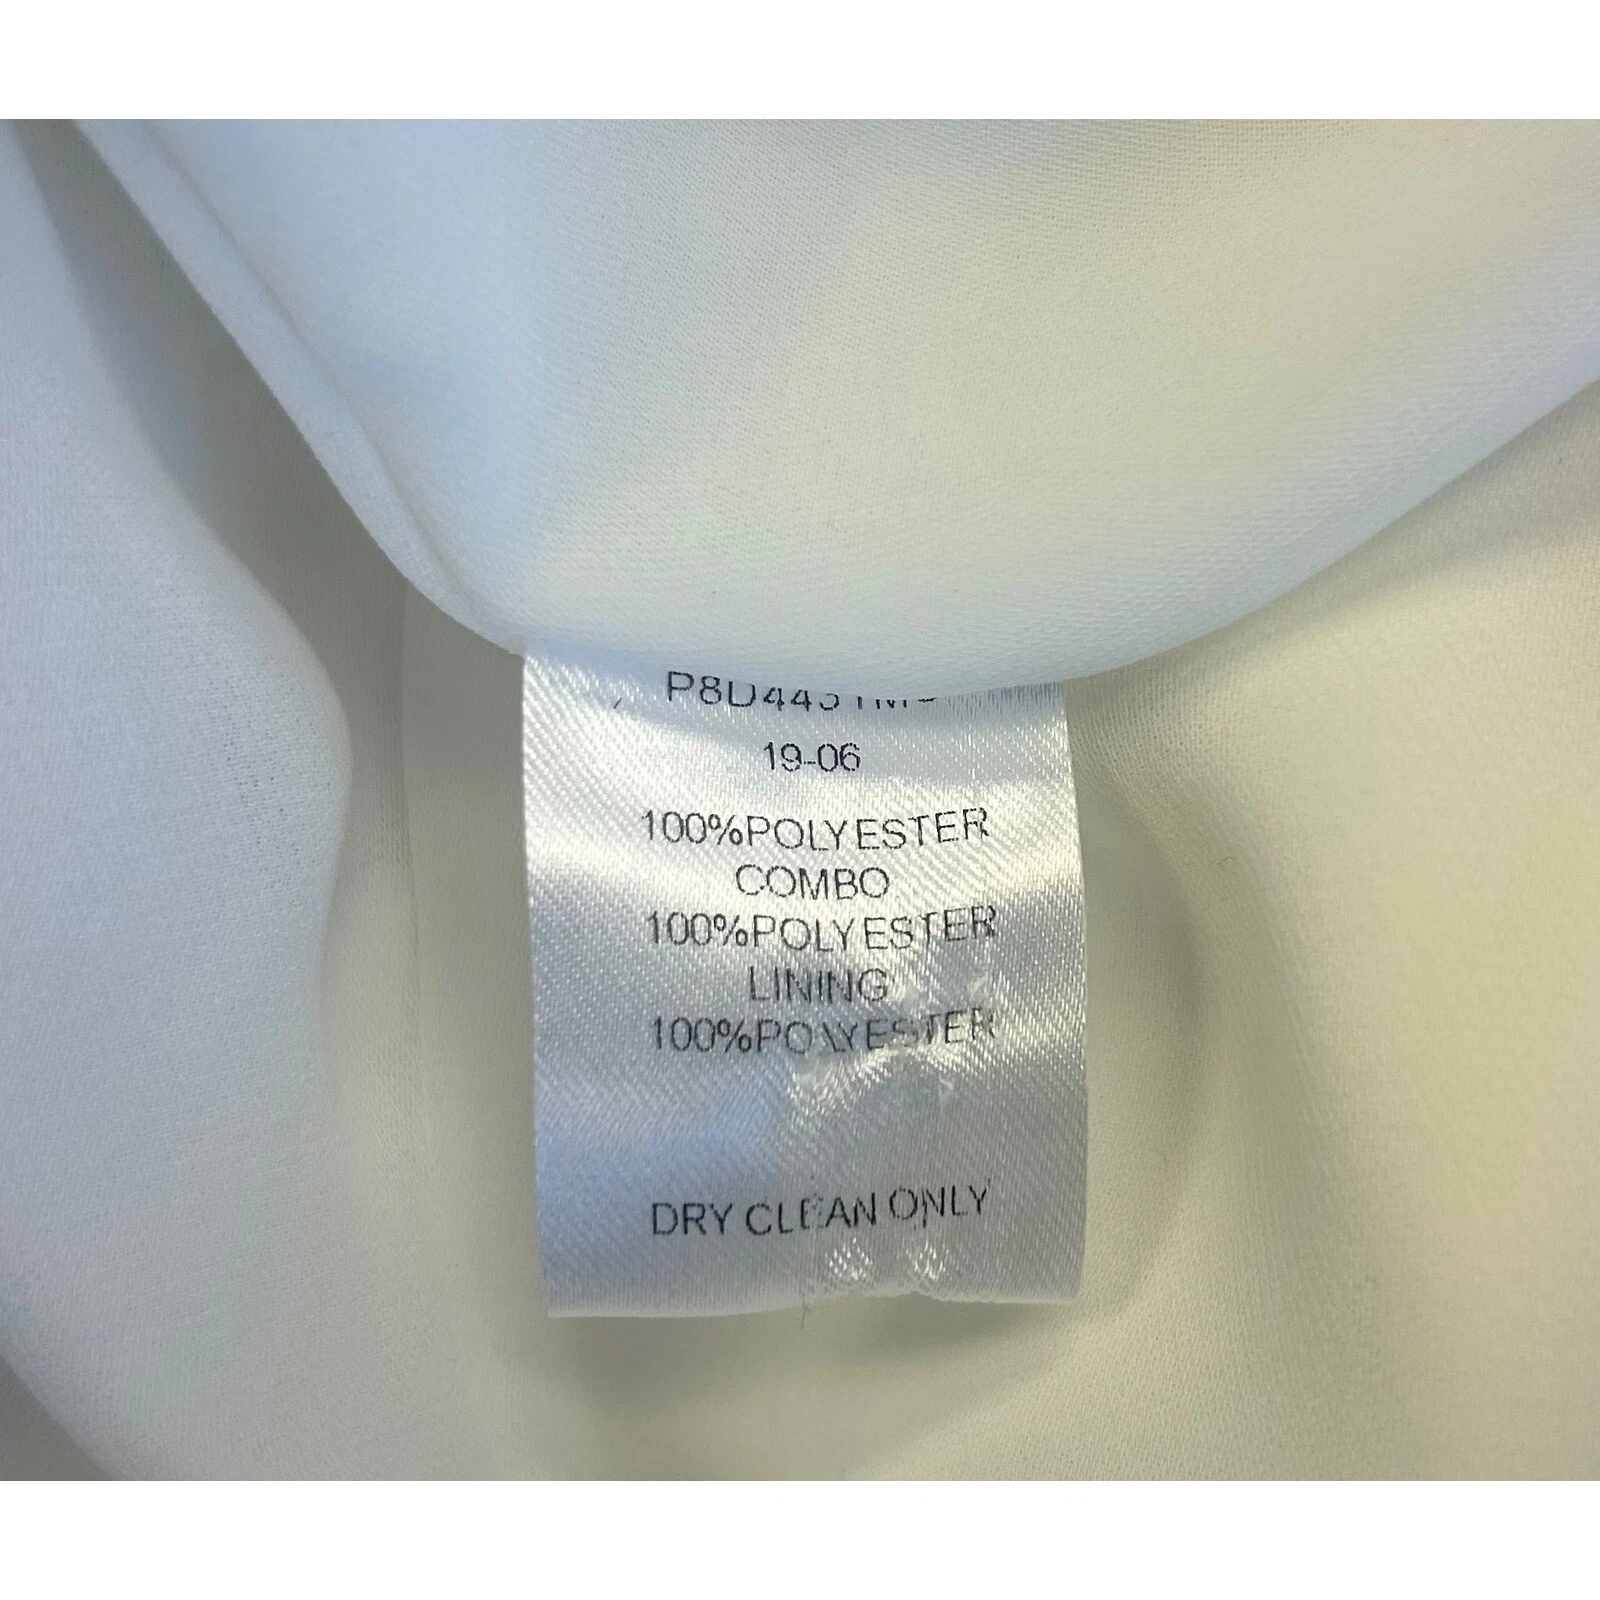 19-06
100%POLYESTER
COMBO
100%POLYESTER
LINING
100%POLYESTER
DRY CLEAN ONLY